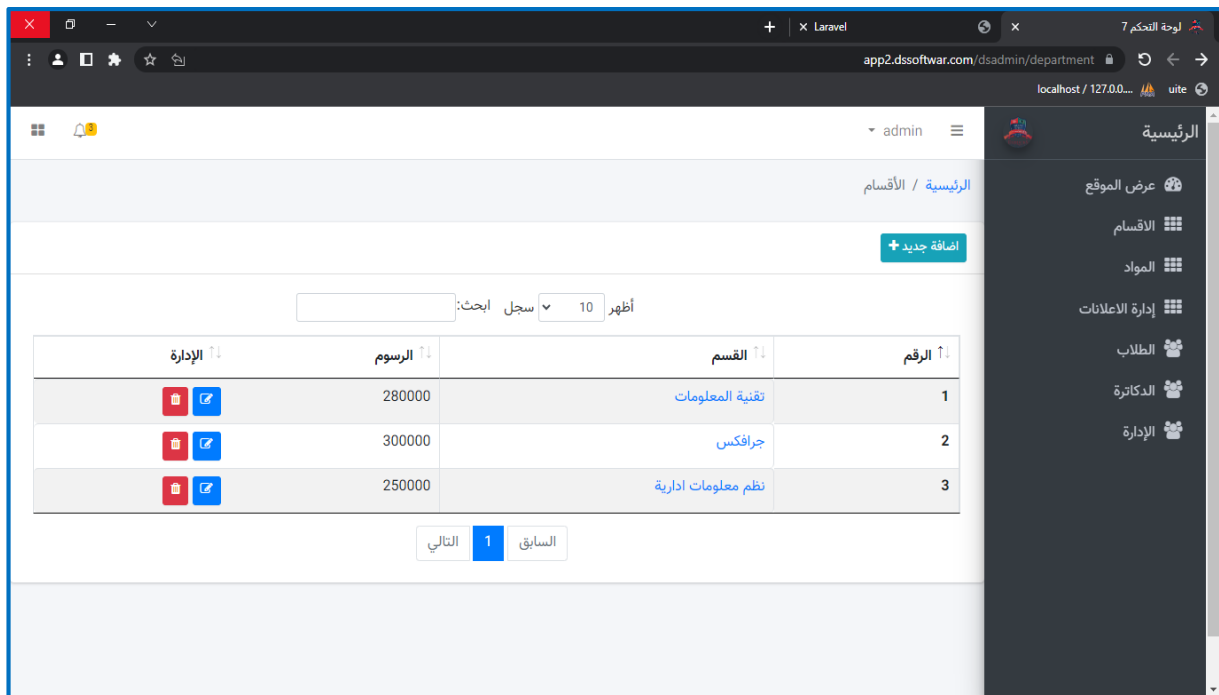 لوحة التحكم 7
Laravel
app2.dssoftwar.com/dsadmin/department
uite
localhost / 127.0.0....
الرئيسية
admin
3
عرض الموقع
الاقسام
المواد
إدارة الاعلانات
الطلاب
الدكاترة
الإدارة
الرئيسية / الأقسام
اضافة جديد
أظهر 10 سجل ابحث:
الرقم القسم الرسوم الإدارة
1 تقنية المعلومات 280000
2 جرافكس 300000
3 نظم معلومات ادارية 250000
السابق 1 التالي